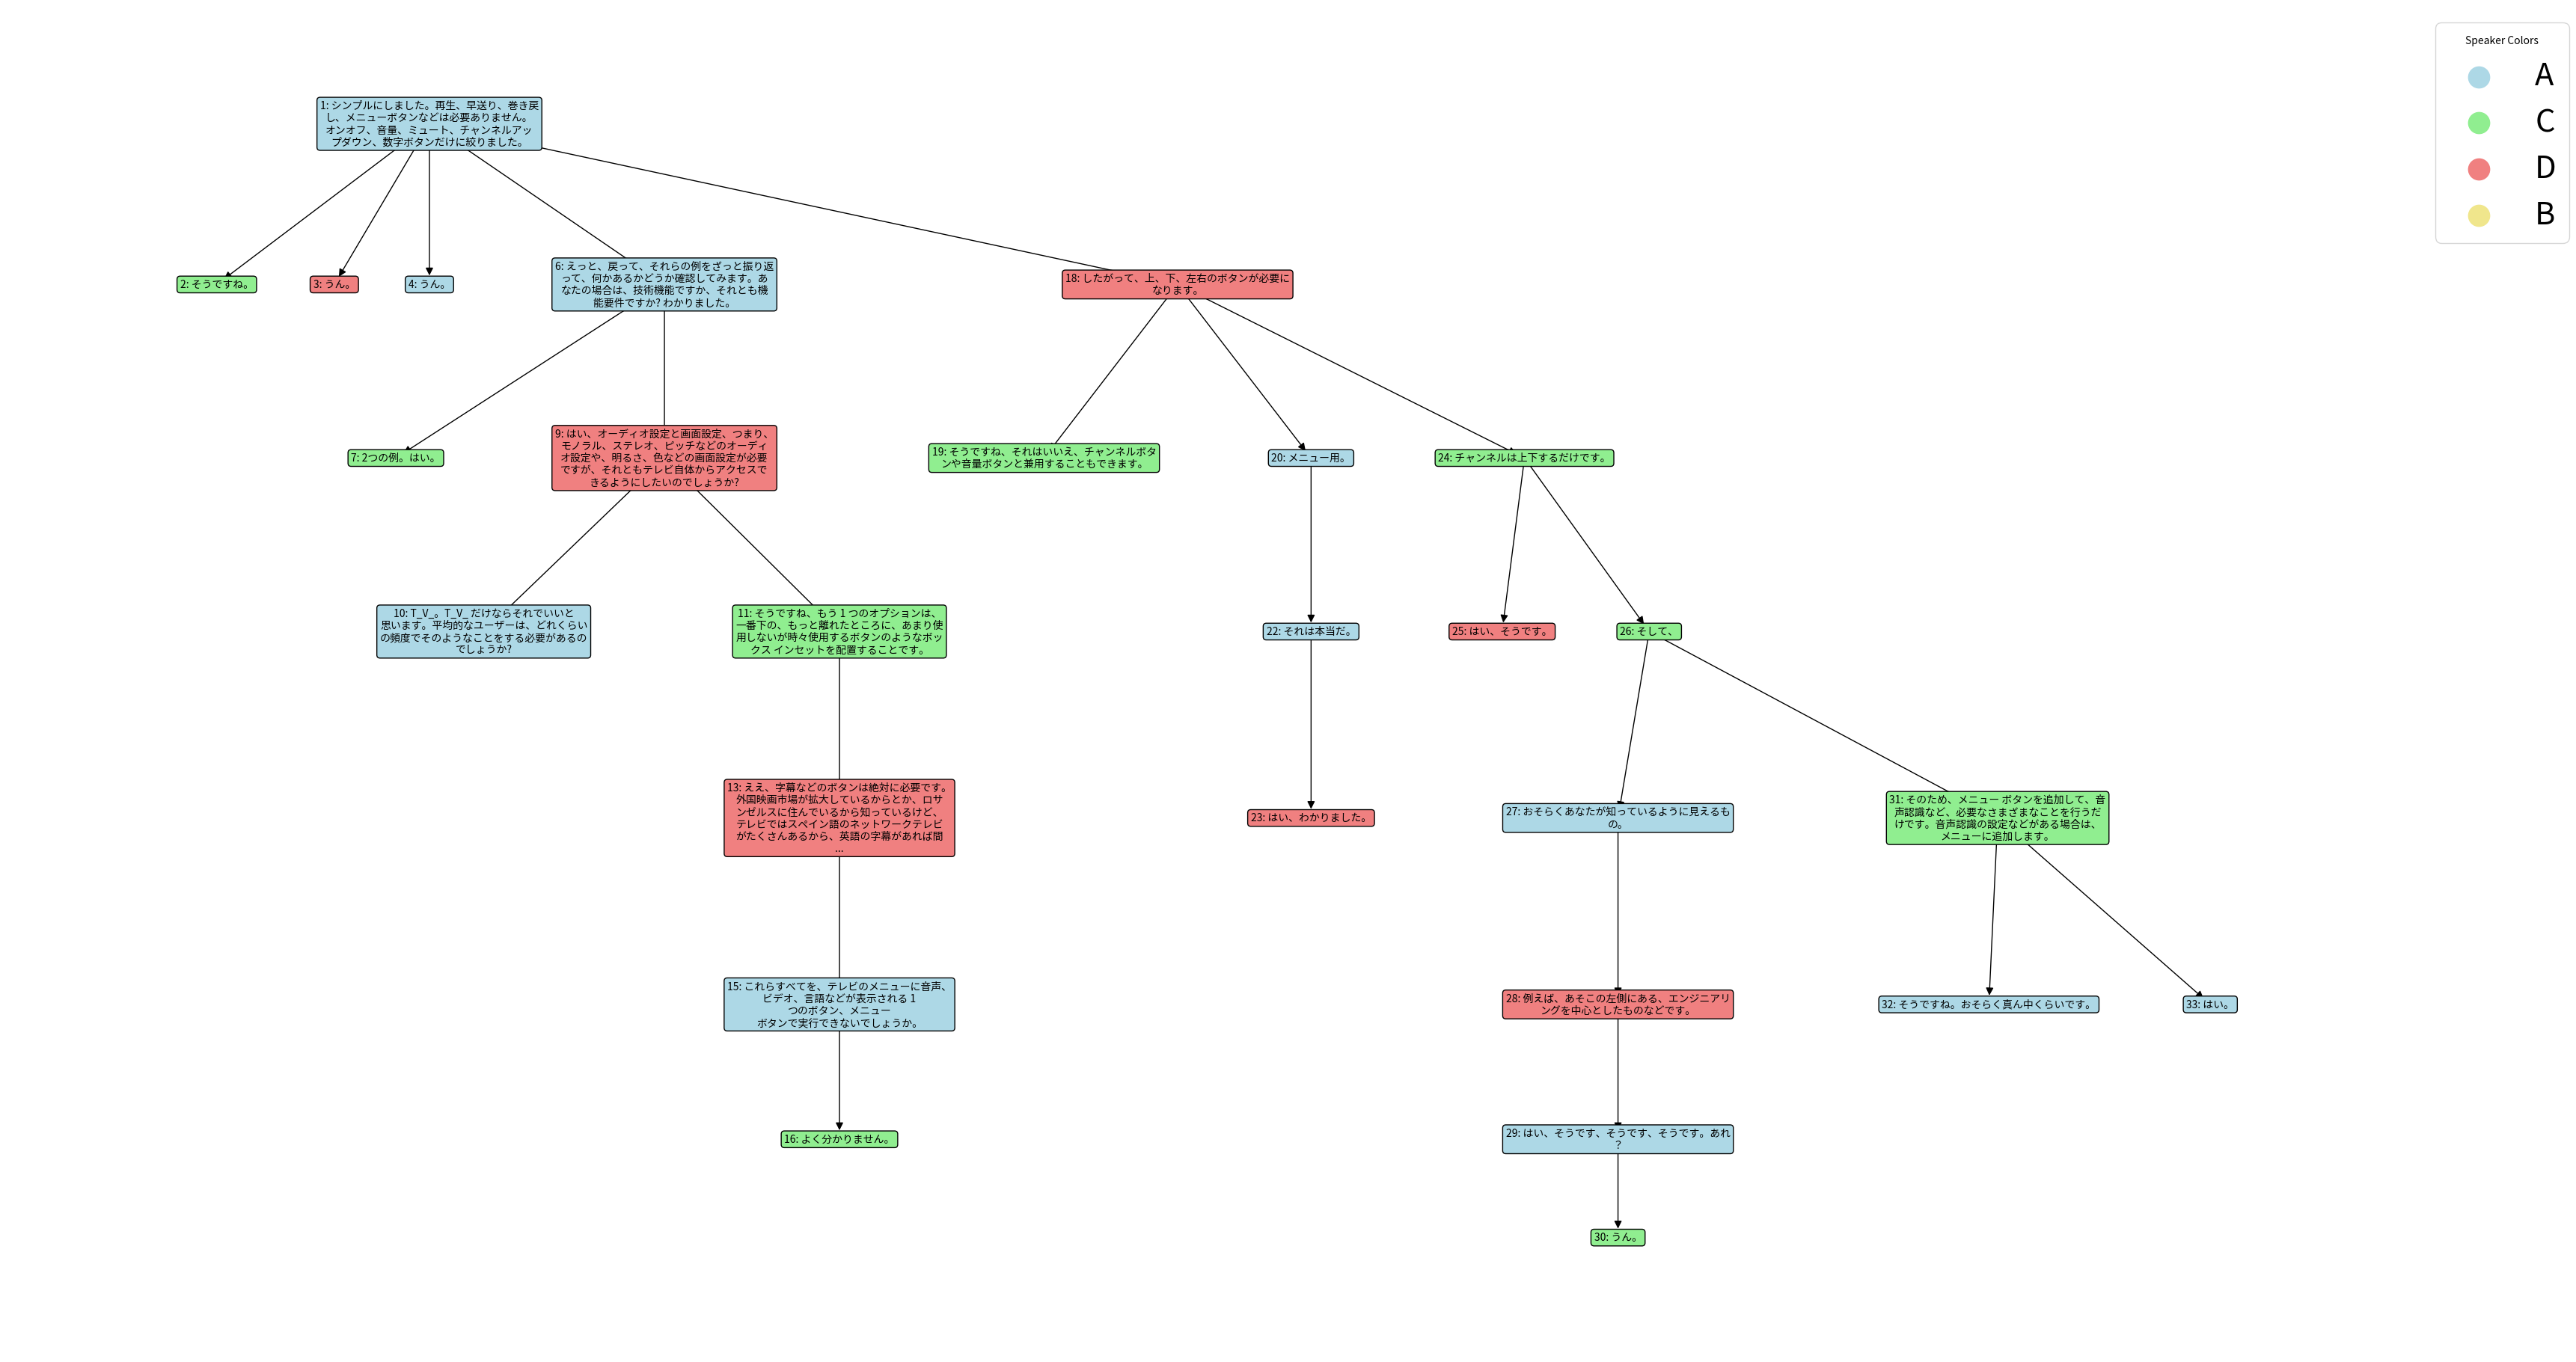 Speaker Colors
A
C
D
B
1: シンプルにしました。再生、早送り、巻き戻
し、メニューボタンなどは必要ありません。
オンオフ、音量、ミュート、チャンネルアッ
プダウン、数字ボタンだけに絞りました。
2: そうですね。
3: うん。
4: うん。
6: えっと、戻って、それらの例をざっと振り返
って、何かあるかどうか確認してみます。あ
なたの場合は、技術機能ですか、それとも機
能要件ですか? わかりました。
18: したがって、上、下、左右のボタンが必要に
なります。
7: 2つの例。はい。
9: はい、オーディオ設定と画面設定、つまり、
モノラル、ステレオ、ピッチなどのオーディ
オ設定や、明るさ、色などの画面設定が必要
ですが、それともテレビ自体からアクセスで
きるようにしたいのでしょうか?
19: そうですね、それはいいえ、チャンネルボタ
ンや音量ボタンと兼用することもできます。
20: メニュー用。
24: チャンネルは上下するだけです。
10: T_V_。T_V_ だけならそれでいいと
思います。平均的なユーザーは、どれくらい
の頻度でそのようなことをする必要があるの
でしょうか?
11: そうですね、もう 1 つのオプションは、
一番下の、もっと離れたところに、あまり使
用しないが時々使用するボタンのようなボッ
クス インセットを配置することです。
22: それは本当だ。
25: はい、そうです。
26: そして、
13: ええ、字幕などのボタンは絶対に必要です。
外国映画市場が拡大しているからとか、ロサ
ンゼルスに住んでいるから知っているけど、
テレビではスペイン語のネットワークテレビ
がたくさんあるから、英語の字幕があれば間
...
23: はい、わかりました。
27: おそらくあなたが知っているように見えるも
の。
31: そのため、メニュー ボタンを追加して、音
声認識など、必要なさまざまなことを行うだ
けです。音声認識の設定などがある場合は、
メニューに追加します。
15: これらすべてを、テレビのメニューに音声、
ビデオ、言語などが表示される 1
つのボタン、メニュー
ボタンで実行できないでしょうか。
28: 例えば、あそこの左側にある、エンジニアリ
ングを中心としたものなどです。
32: そうですね。おそらく真ん中くらいです。
33: はい。
16: よく分かりません。
29: はい、そうです、そうです、そうです。あれ
?
30: うん。